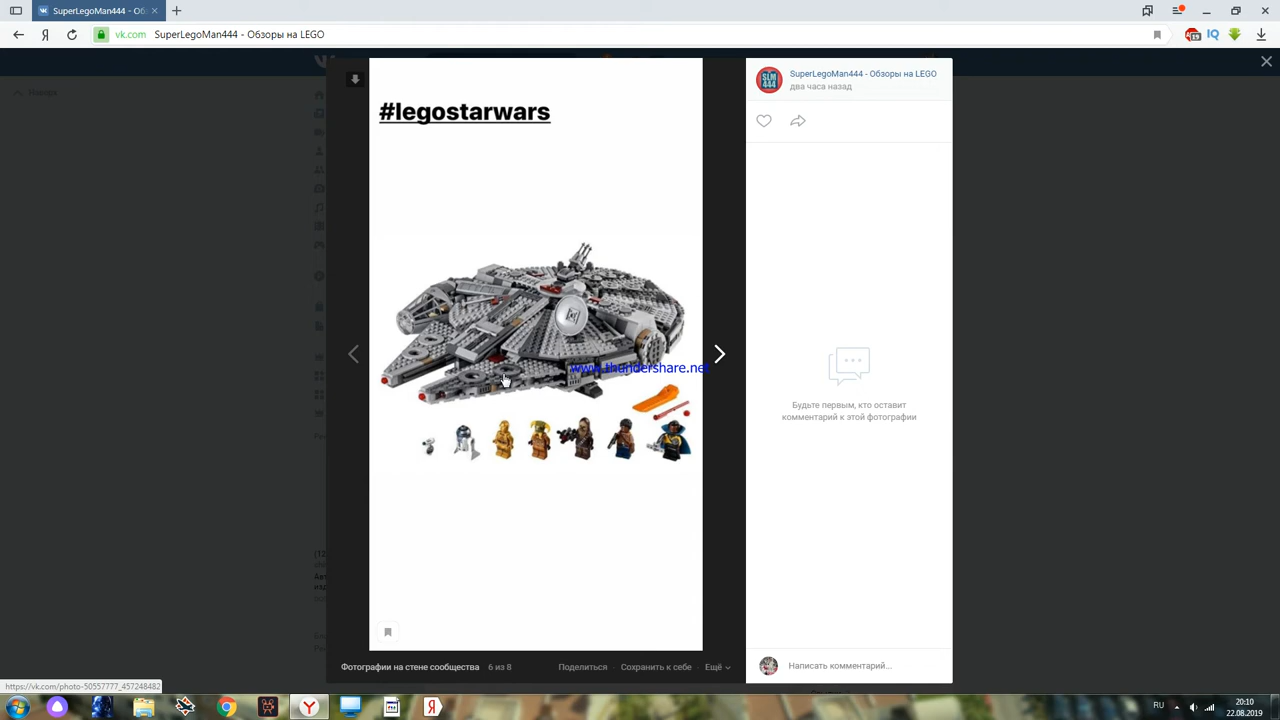 SuperLegoMan444 - Об
vk.com SuperLegoMan444 - Обзоры на LEGO
#legostarwars
www.thundershare.net
SLM
444
SuperLegoMan444 - Обзоры на LEGO
два часа назад
Будьте первым, кто оставит
комментарий к этой фотографии
Написать комментарий...
Фотографии на стене сообщества 6 из 8
Поделиться · Сохранить к себе · Ещё
https://vk.com/photo-50557777_457248482
RU
20:10
22.08.2019